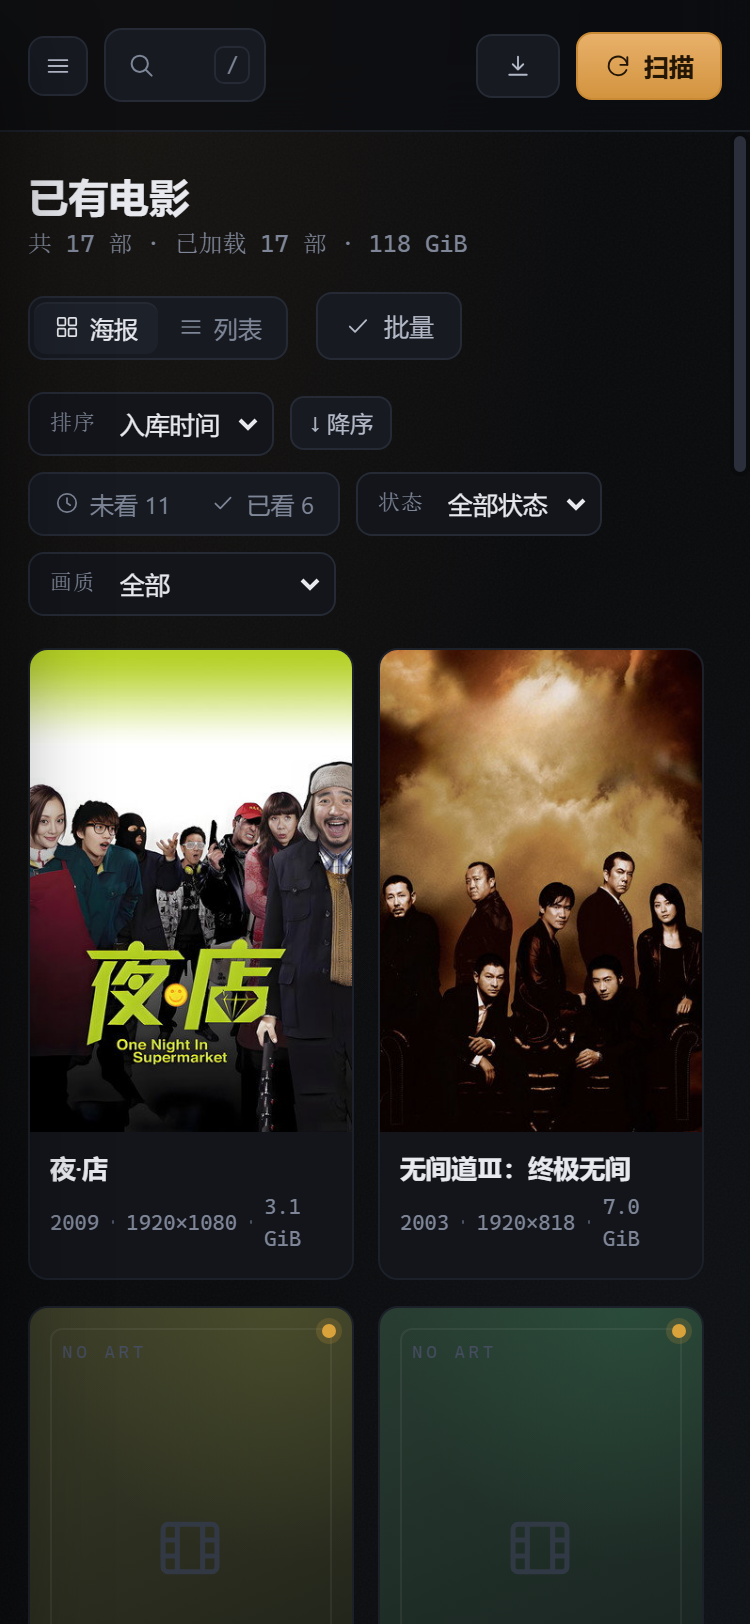 / 扫描
已有电影
共 17 部 · 已加载 17 部 · 118 GiB
海报 列表 批量
排序 入库时间 ↓降序
未看 11 已看 6 状态 全部状态
画质 全部
夜店
One Night In
Supermarket
夜·店
2009 · 1920×1080 · 3.1 GiB
无间道Ⅲ：终极无间
2003 · 1920×818 · 7.0 GiB
NO ART
NO ART